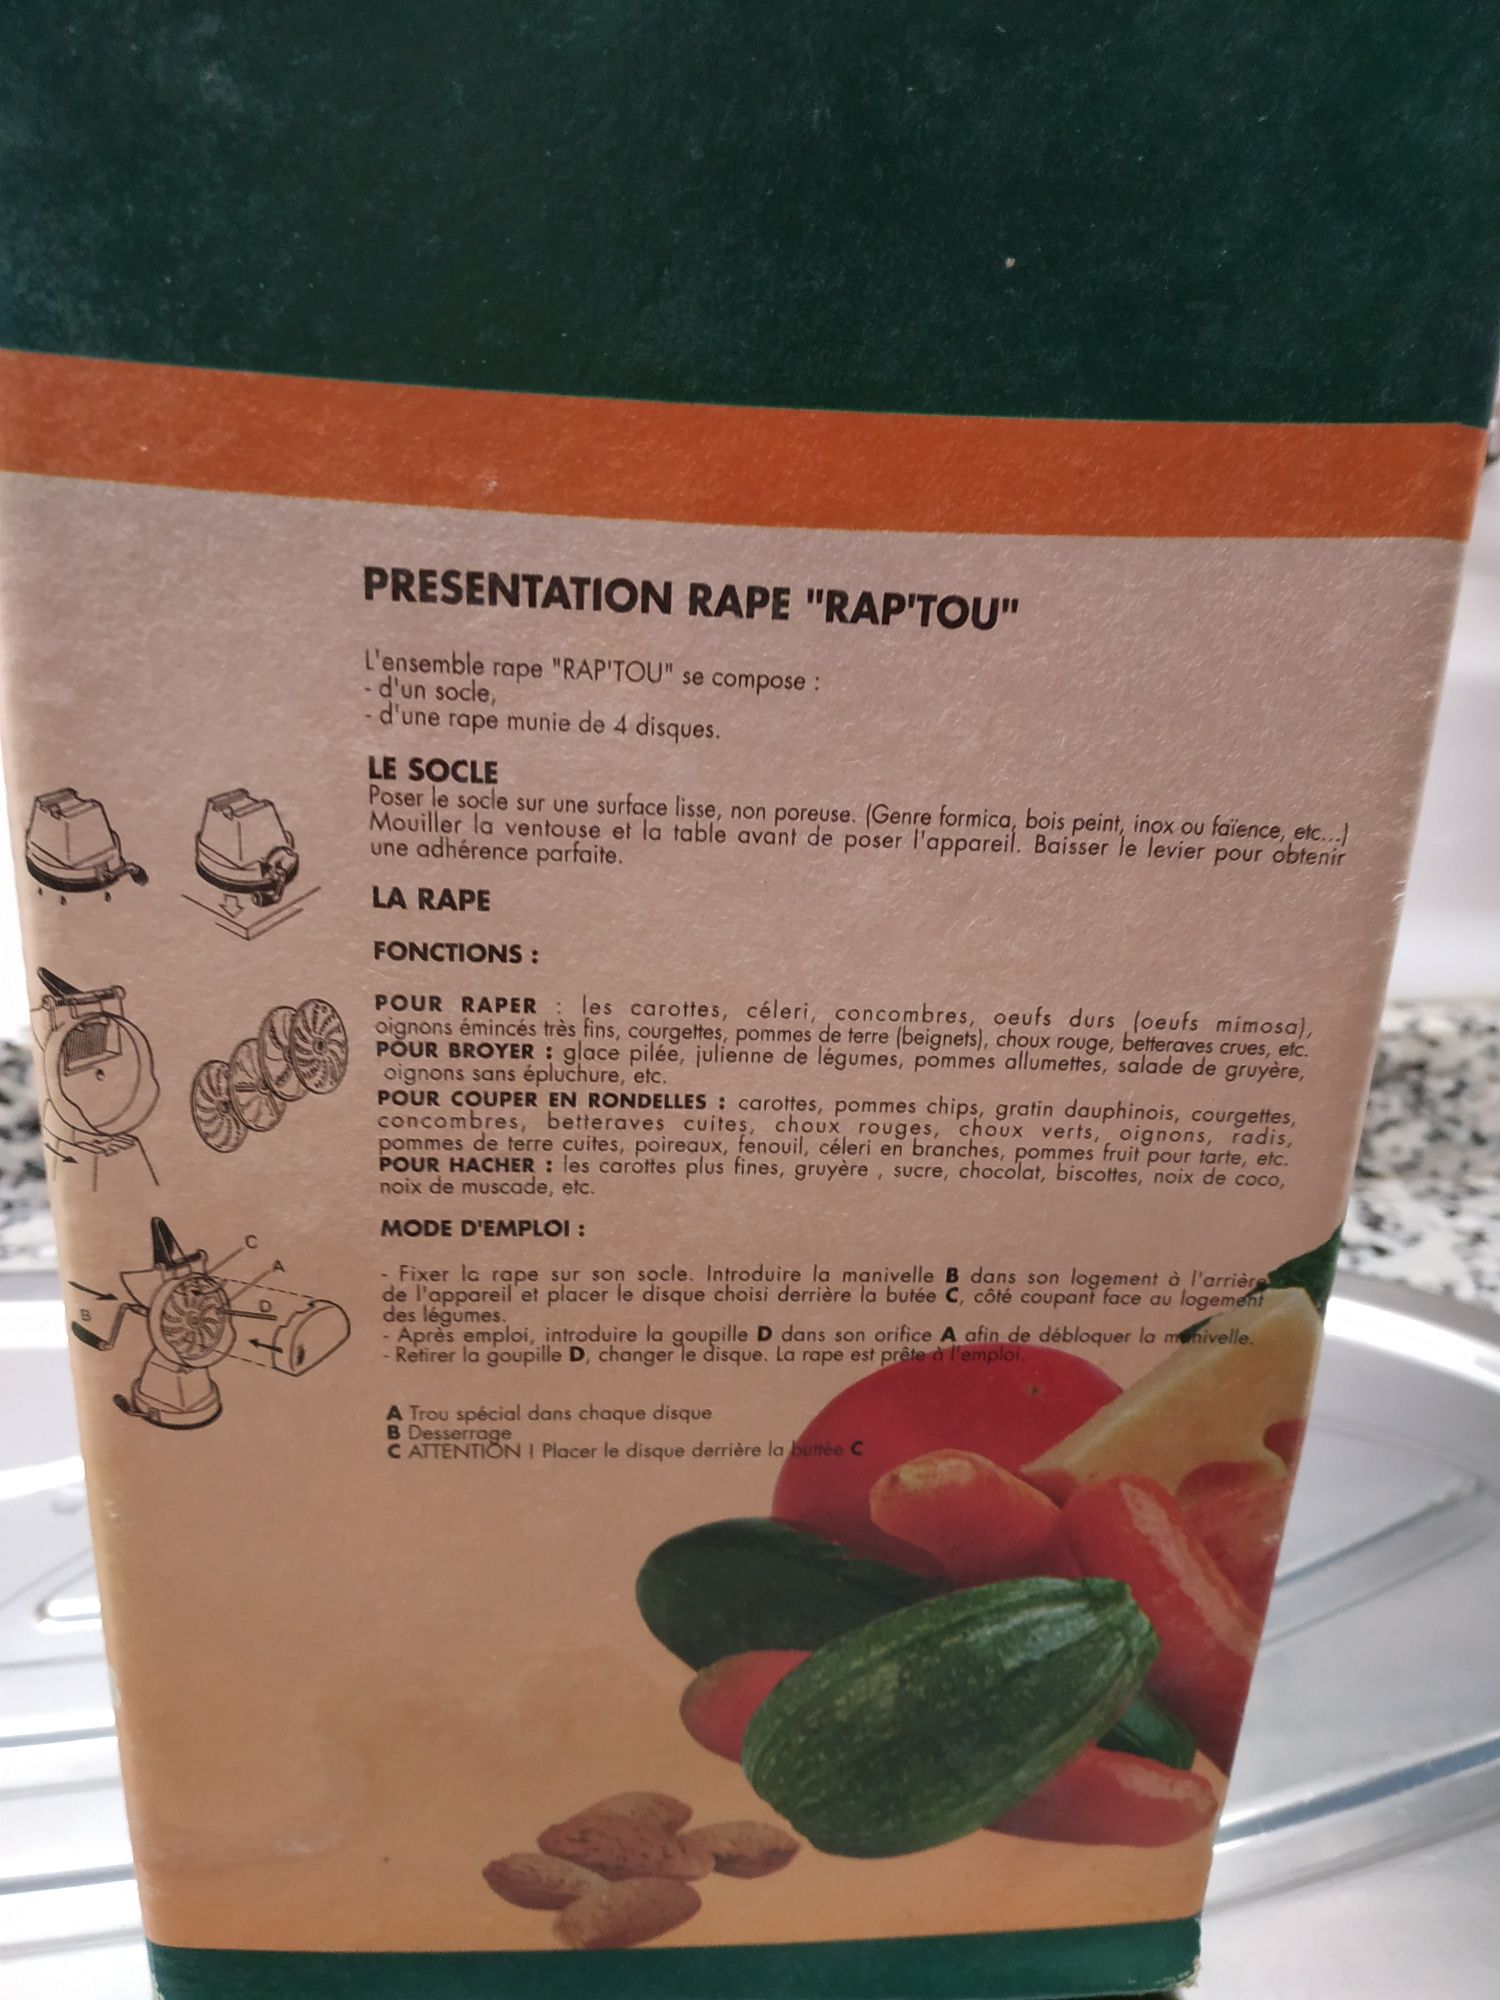 PRESENTATION RAPE "RAP'TOU"
L'ensemble rape "RAP'TOU" se compose :
- d'un socle,
- d'une rape munie de 4 disques.
LE SOCLE
Poser le socle sur une surface lisse, non poreuse. (Genre formica, bois peint, inox ou faïence, etc...)
Mouiller la ventouse et la table avant de poser l'appareil. Baisser le levier pour obtenir
une adhérence parfaite.
LA RAPE
FONCTIONS :
POUR RAPER : les carottes, céleri, concombres, oeufs durs (oeufs mimosa),
oignons émincés très fins, courgettes, pommes de terre (beignets), choux rouge, betteraves crues, etc.
POUR BROYER : glace pilée, julienne de légumes, pommes allumettes, salade de gruyère,
oignons sans épluchure, etc.
POUR COUPER EN RONDELLES : carottes, pommes chips, gratin dauphinois, courgettes,
concombres, betteraves cuites, choux rouges, choux verts, oignons, radis,
pommes de terre cuites, poireaux, fenouil, céleri en branches, pommes fruit pour tarte, etc.
POUR HACHER : les carottes plus fines, gruyère , sucre, chocolat, biscottes, noix de coco,
noix de muscade, etc.
MODE D'EMPLOI :
- Fixer la rape sur son socle. Introduire la manivelle B dans son logement à l'arrière
de l'appareil et placer le disque choisi derrière la butée C, côté coupant face au logement
des légumes.
- Après emploi, introduire la goupille D dans son orifice A afin de débloquer la manivelle.
- Retirer la goupille D, changer le disque. La rape est prête à l'emploi.
C
A
D
B
A Trou spécial dans chaque disque
B Desserrage
C ATTENTION ! Placer le disque derrière la buttée C